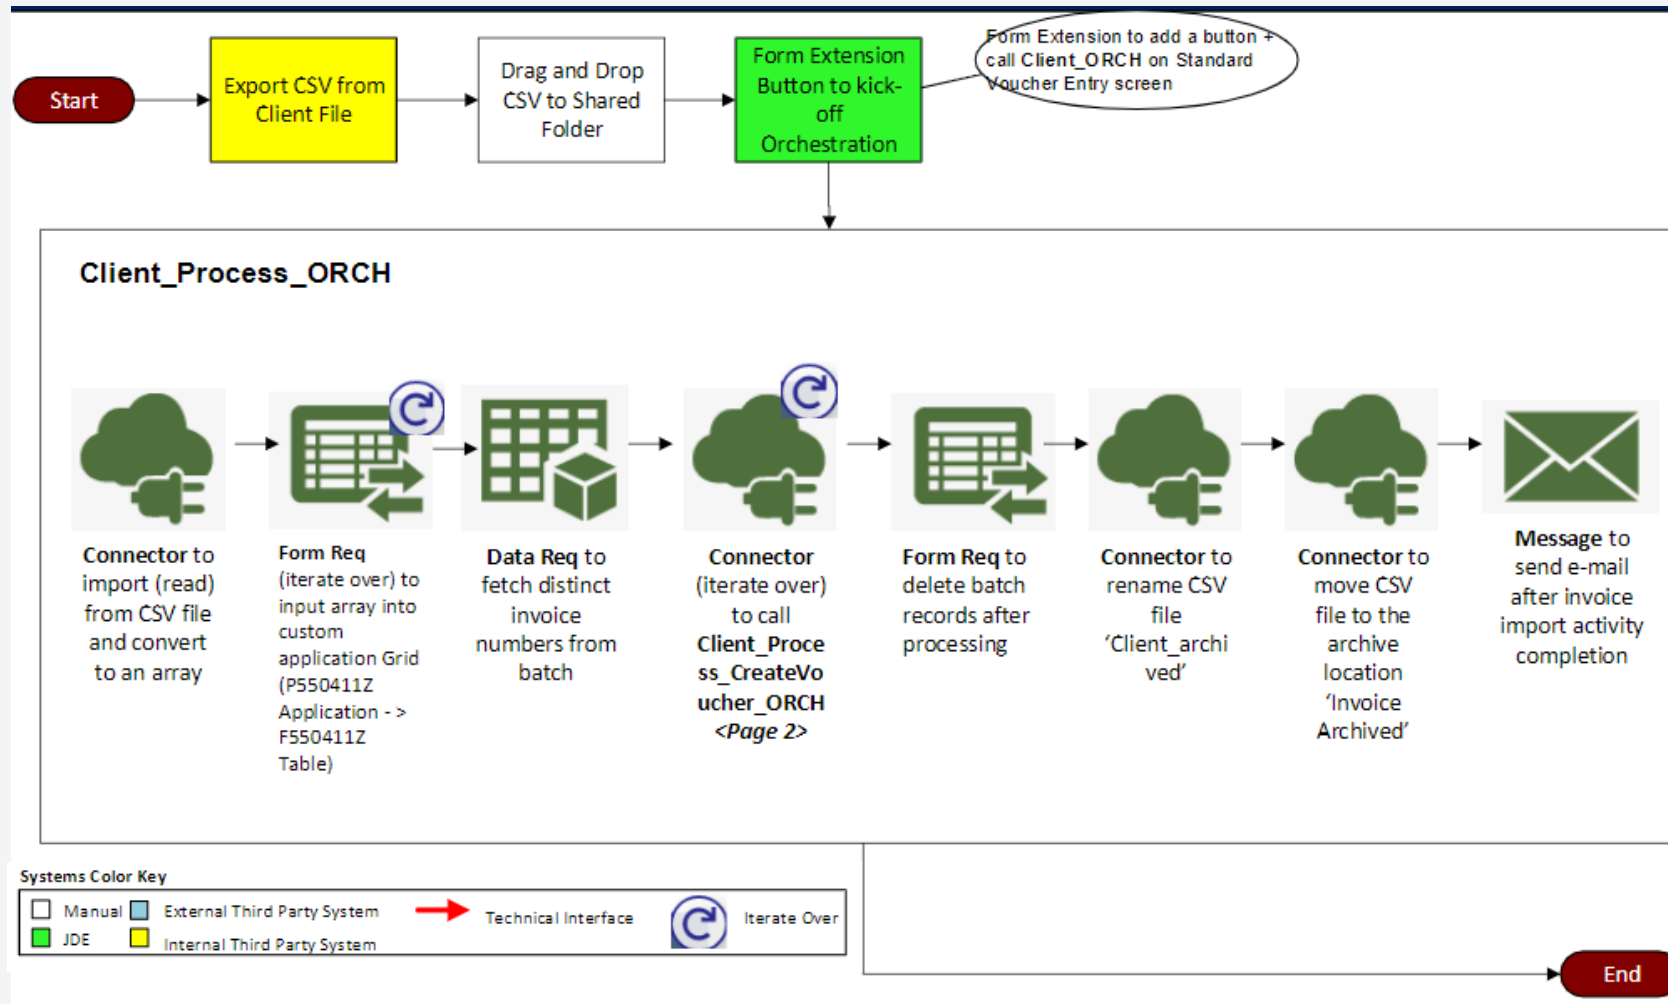 Start
Export CSV from
Client File
Drag and Drop
CSV to Shared
Folder
Form Extension
Button to kick-
off
Orchestration
Form Extension to add a button +
call Client_ORCH on Standard
Voucher Entry screen
Client_Process_ORCH
Connector to
import (read)
from CSV file
and convert
to an array
Form Req
(iterate over) to
input array into
custom
application Grid
(P550411Z
Application - >
F550411Z
Table)
Data Req to
fetch distinct
invoice
numbers from
batch
Connector
(iterate over)
to call
Client_Proce
ss_CreateVo
ucher_ORCH
<Page 2>
Form Req to
delete batch
records after
processing
Connector to
rename CSV
file
‘Client_archi
ved’
Connector to
move CSV
file to the
archive
location
‘Invoice
Archived’
Message to
send e-mail
after invoice
import activity
completion
Systems Color Key
Manual
External Third Party System
Technical Interface
Iterate Over
JDE
Internal Third Party System
End